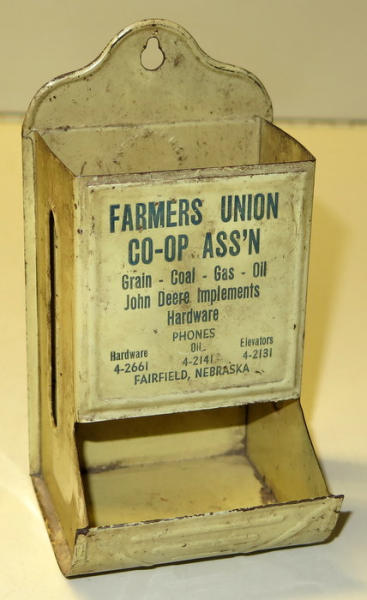 FARMERS UNION
CO-OP ASS'N
Grain - Coal - Gas - Oil
John Deere Implements
Hardware
PHONES
Hardware Oil Elevators
4-2661 4-2141 4-2131
FAIRFIELD, NEBRASKA